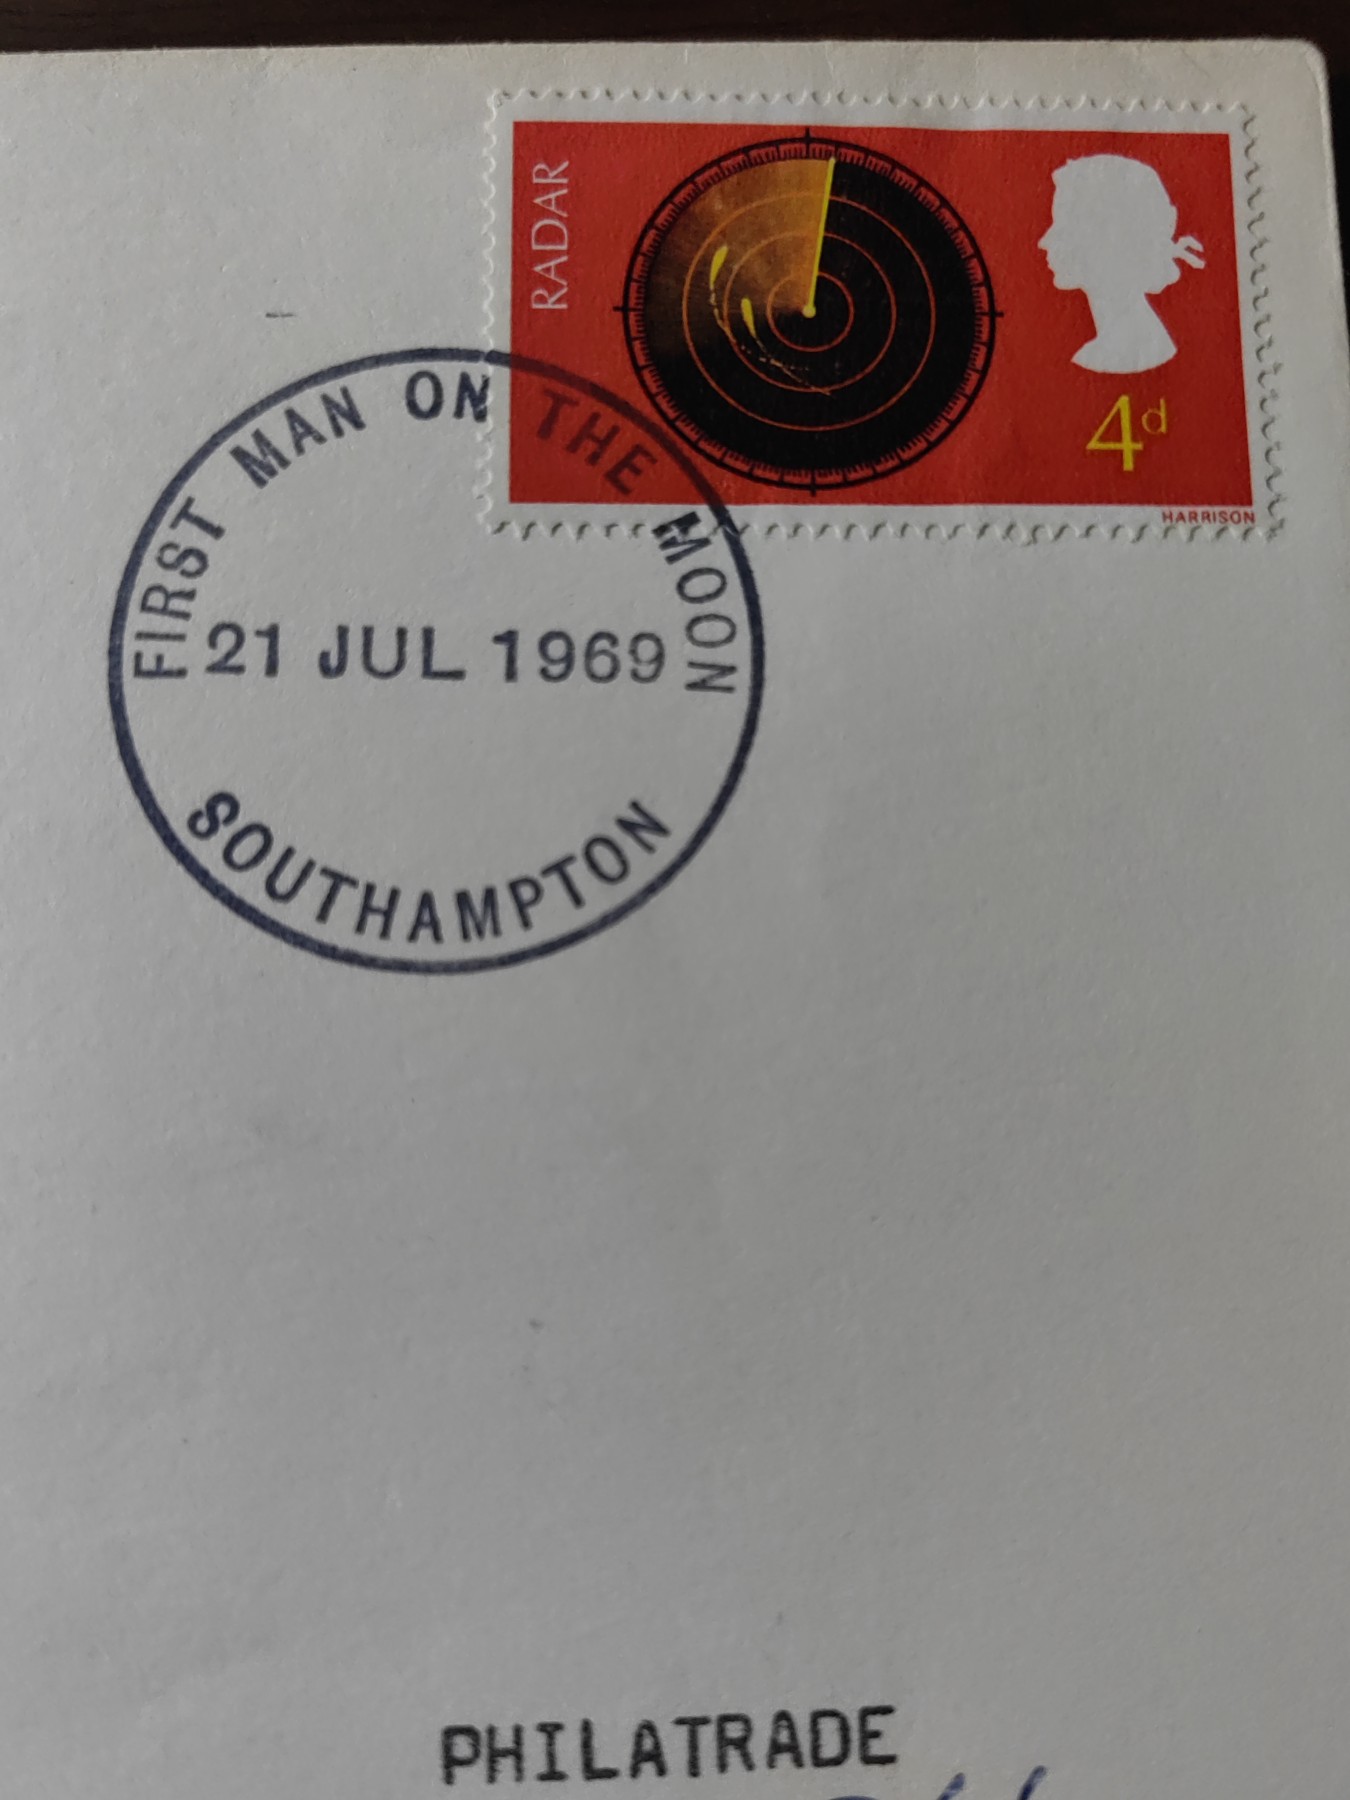 RADAR
4d
HARRISON
FIRST MAN ON THE MOON
21 JUL 1969
SOUTHAMPTON
PHILATRADE